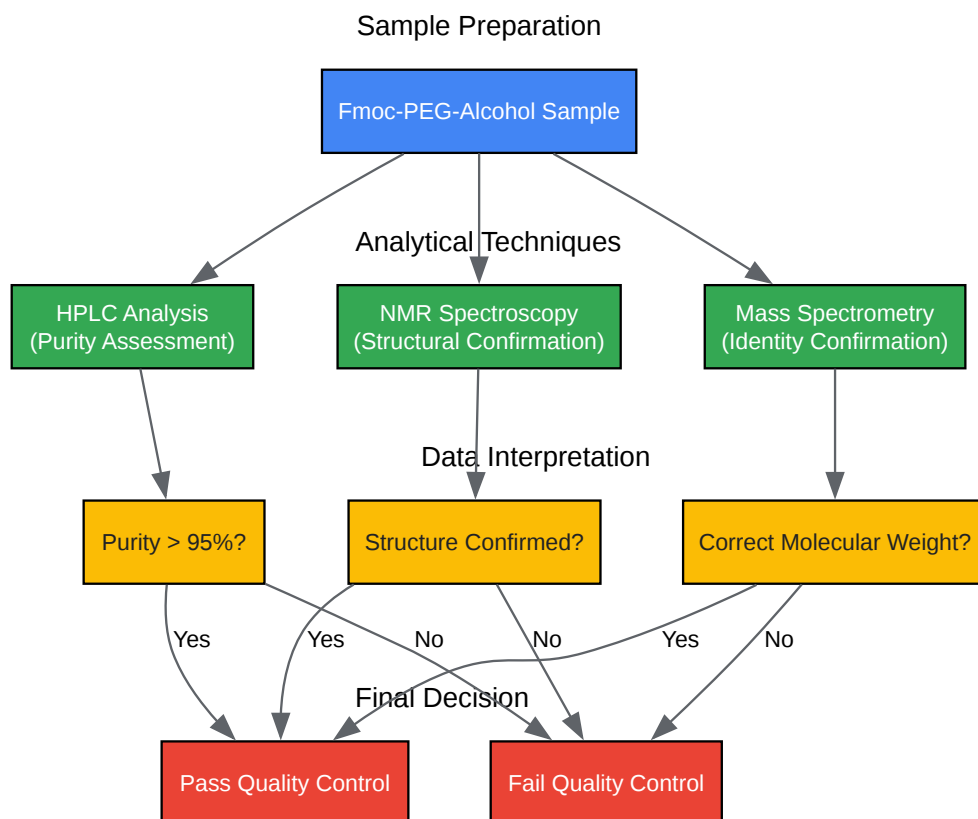 Sample Preparation
Fmoc-PEG-Alcohol Sample
Analytical Techniques
HPLC Analysis
(Purity Assessment)
NMR Spectroscopy
(Structural Confirmation)
Mass Spectrometry
(Identity Confirmation)
Data Interpretation
Purity > 95%?
Structure Confirmed?
Correct Molecular Weight?
Yes
Yes
No
No
Yes
No
Final Decision
Pass Quality Control
Fail Quality Control